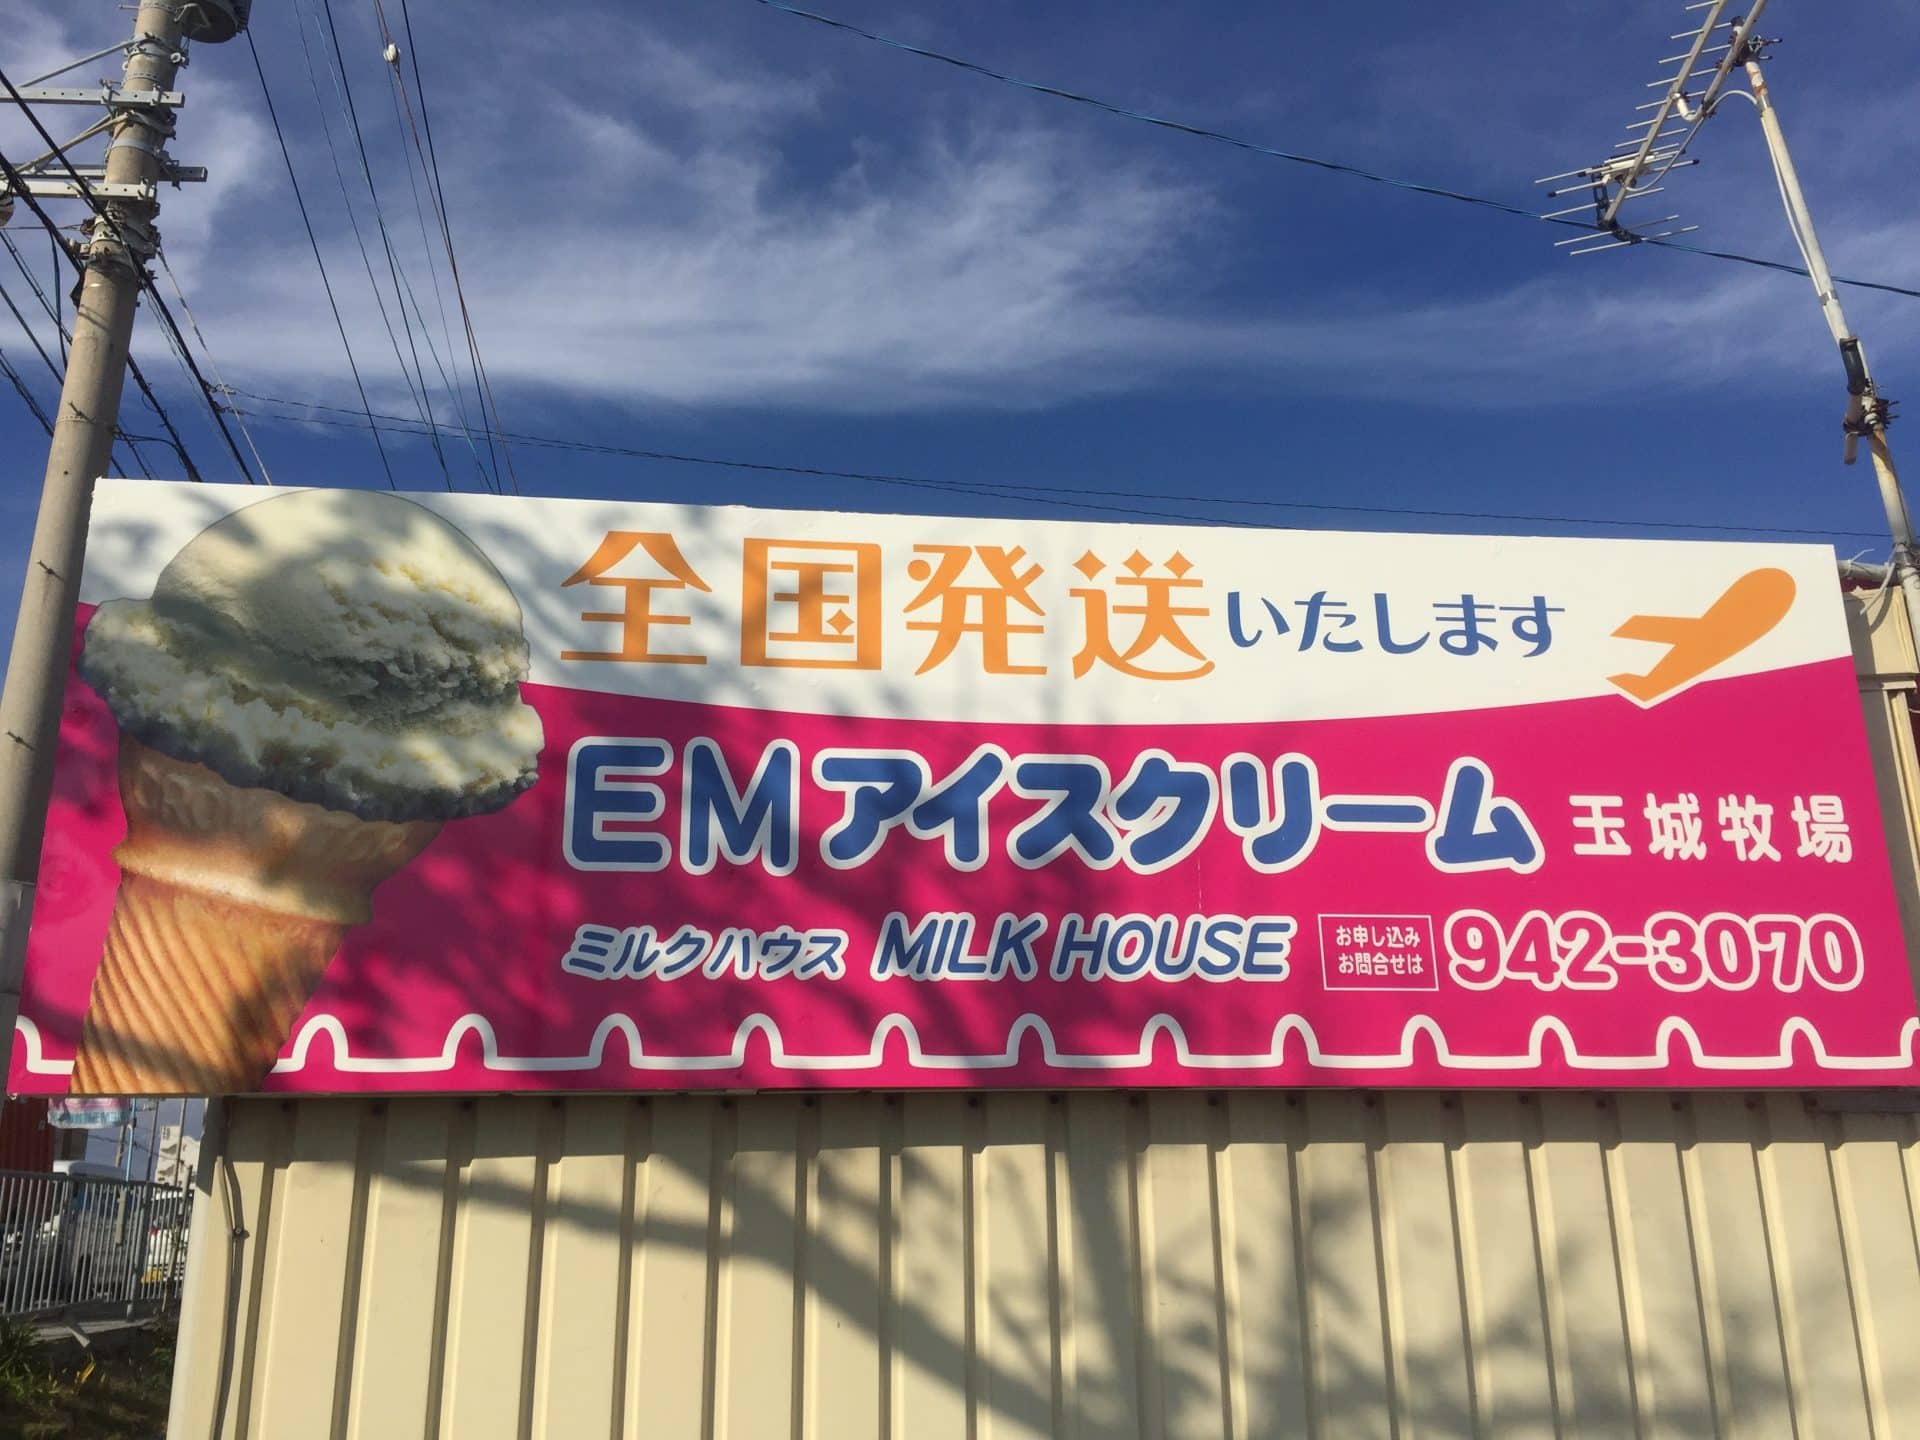 全国発送いたします
EMアイスクリーム 玉城牧場
ミルクハウス MILK HOUSE
お申し込み
お問合せは
942-3070